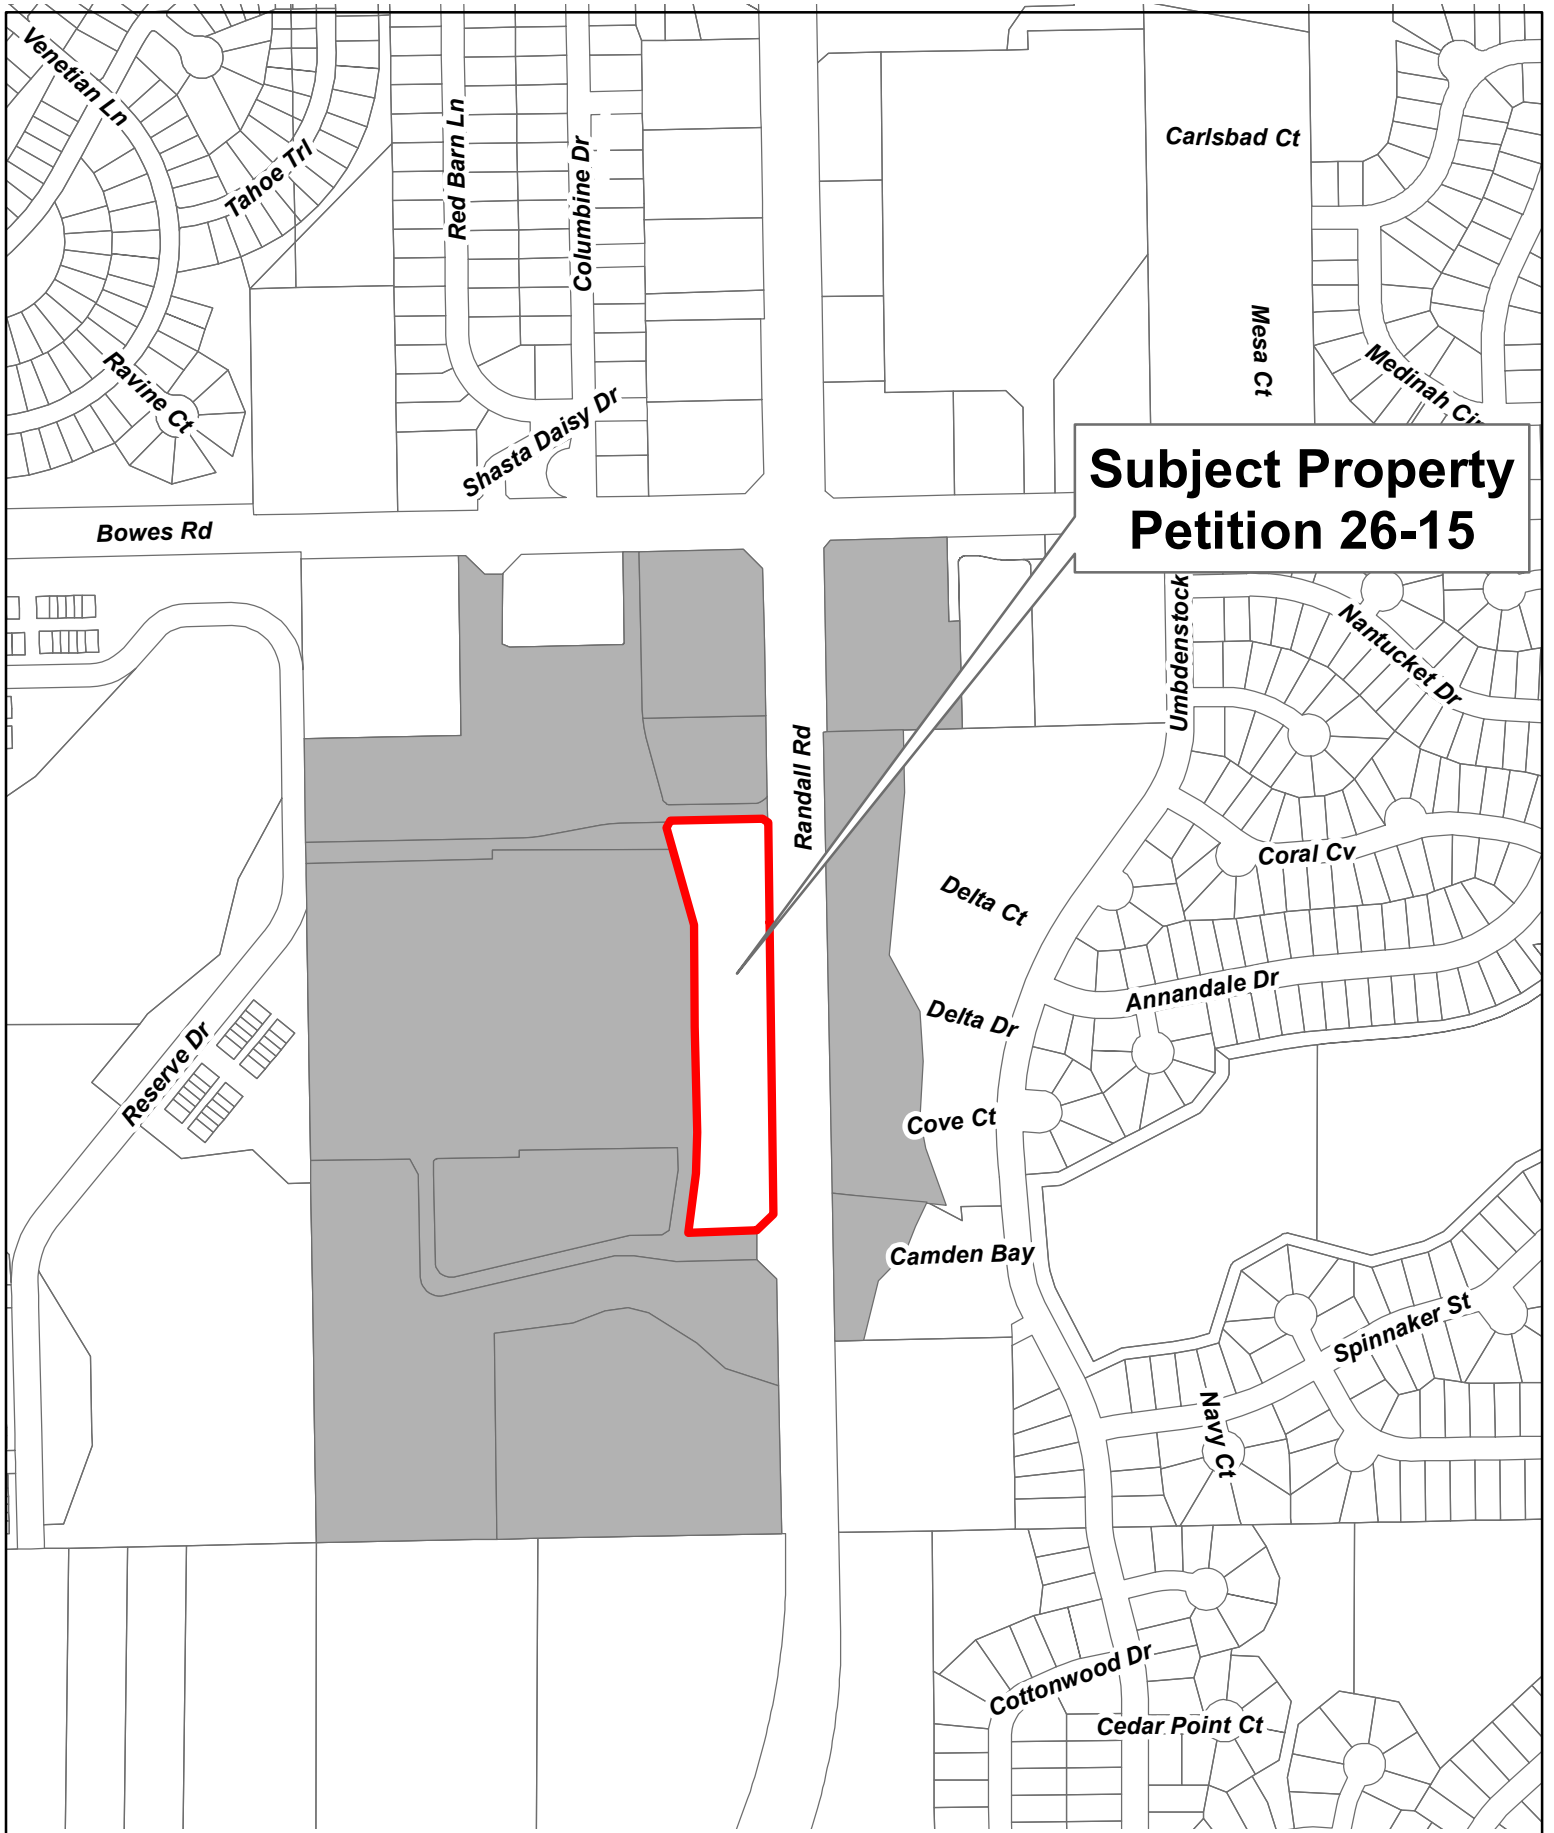 Venetian Ln
Tahoe Trl
Red Barn Ln
Columbine Dr
Carlsbad Ct
Mesa Ct
Medinah Cir
Ravine Ct
Shasta Daisy Dr
Subject Property
Petition 26-15
Bowes Rd
Umbdenstock
Nantucket Dr
Randall Rd
Coral Cv
Delta Ct
Annandale Dr
Delta Dr
Reserve Dr
Cove Ct
Camden Bay
Spinnaker St
Navy Ct
Cottonwood Dr
Cedar Point Ct